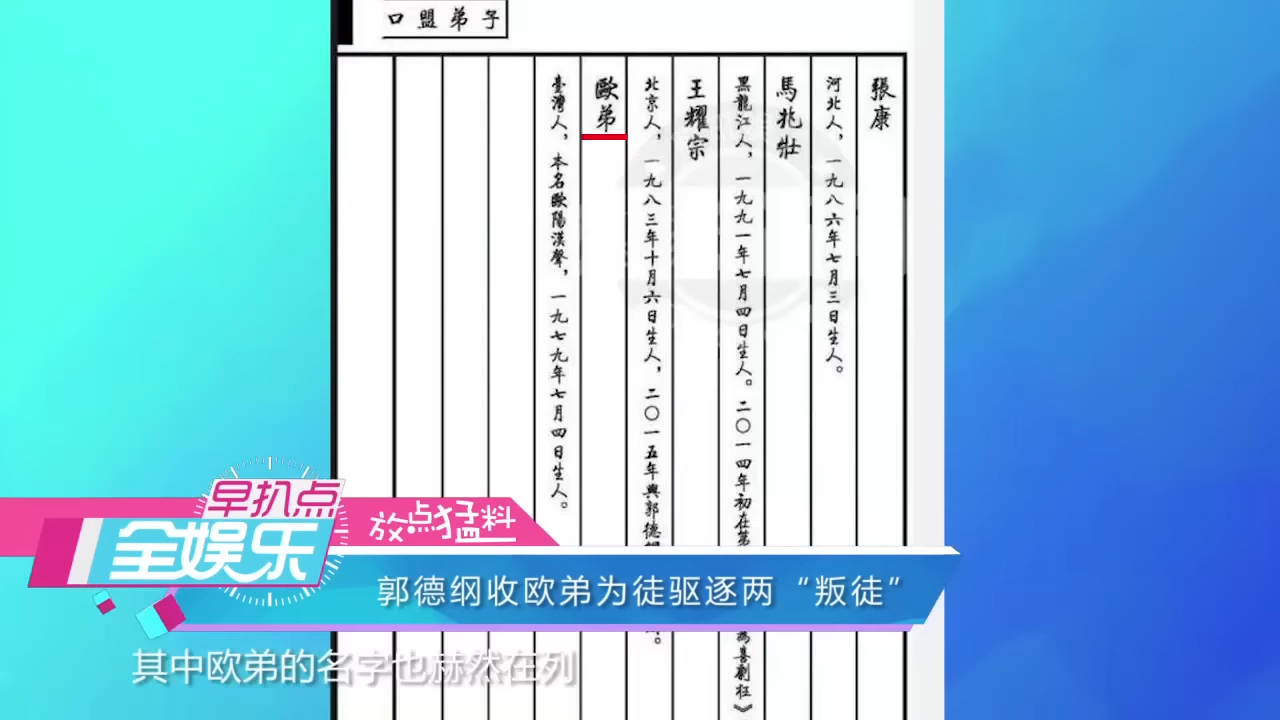 口盟弟子
張康
河北人，一九八六年七月三日生人。
馬兆壯
黑龍江人，一九九一年七月四日生人。二〇一四年初在第
為喜劇狂》
王耀宗
北京人，一九八三年十月六日生人，二〇一五年與郭德
。
歐弟
臺灣人，本名歐陽漢聲，一九七九年七月四日生人。
早扒点
全娱乐
放点猛料
郭德纲收欧弟为徒驱逐两“叛徒”
其中欧弟的名字也赫然在列